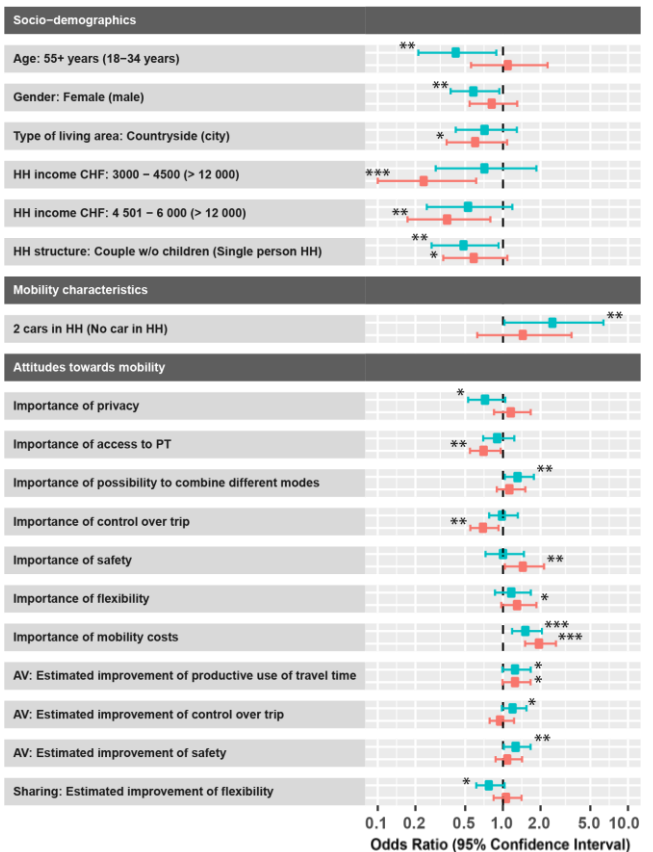 Socio−demographics
**
Age: 55+ years (18−34 years)
**
Gender: Female (male)
Type of living area: Countryside (city)
*
***
HH income CHF: 3000 − 4500 (> 12 000)
HH income CHF: 4 501 − 6 000 (> 12 000)
**
**
HH structure: Couple w/o children (Single person HH)
*
Mobility characteristics
**
2 cars in HH (No car in HH)
Attitudes towards mobility
*
Importance of privacy
Importance of access to PT
**
**
Importance of possibility to combine different modes
Importance of control over trip
**
Importance of safety
**
Importance of flexibility
*
***
Importance of mobility costs
***
*
AV: Estimated improvement of productive use of travel time
*
*
AV: Estimated improvement of control over trip
**
AV: Estimated improvement of safety
*
Sharing: Estimated improvement of flexibility
0.1 0.2 0.5 1.0 2.0 5.0 10.0
Odds Ratio (95% Confidence Interval)